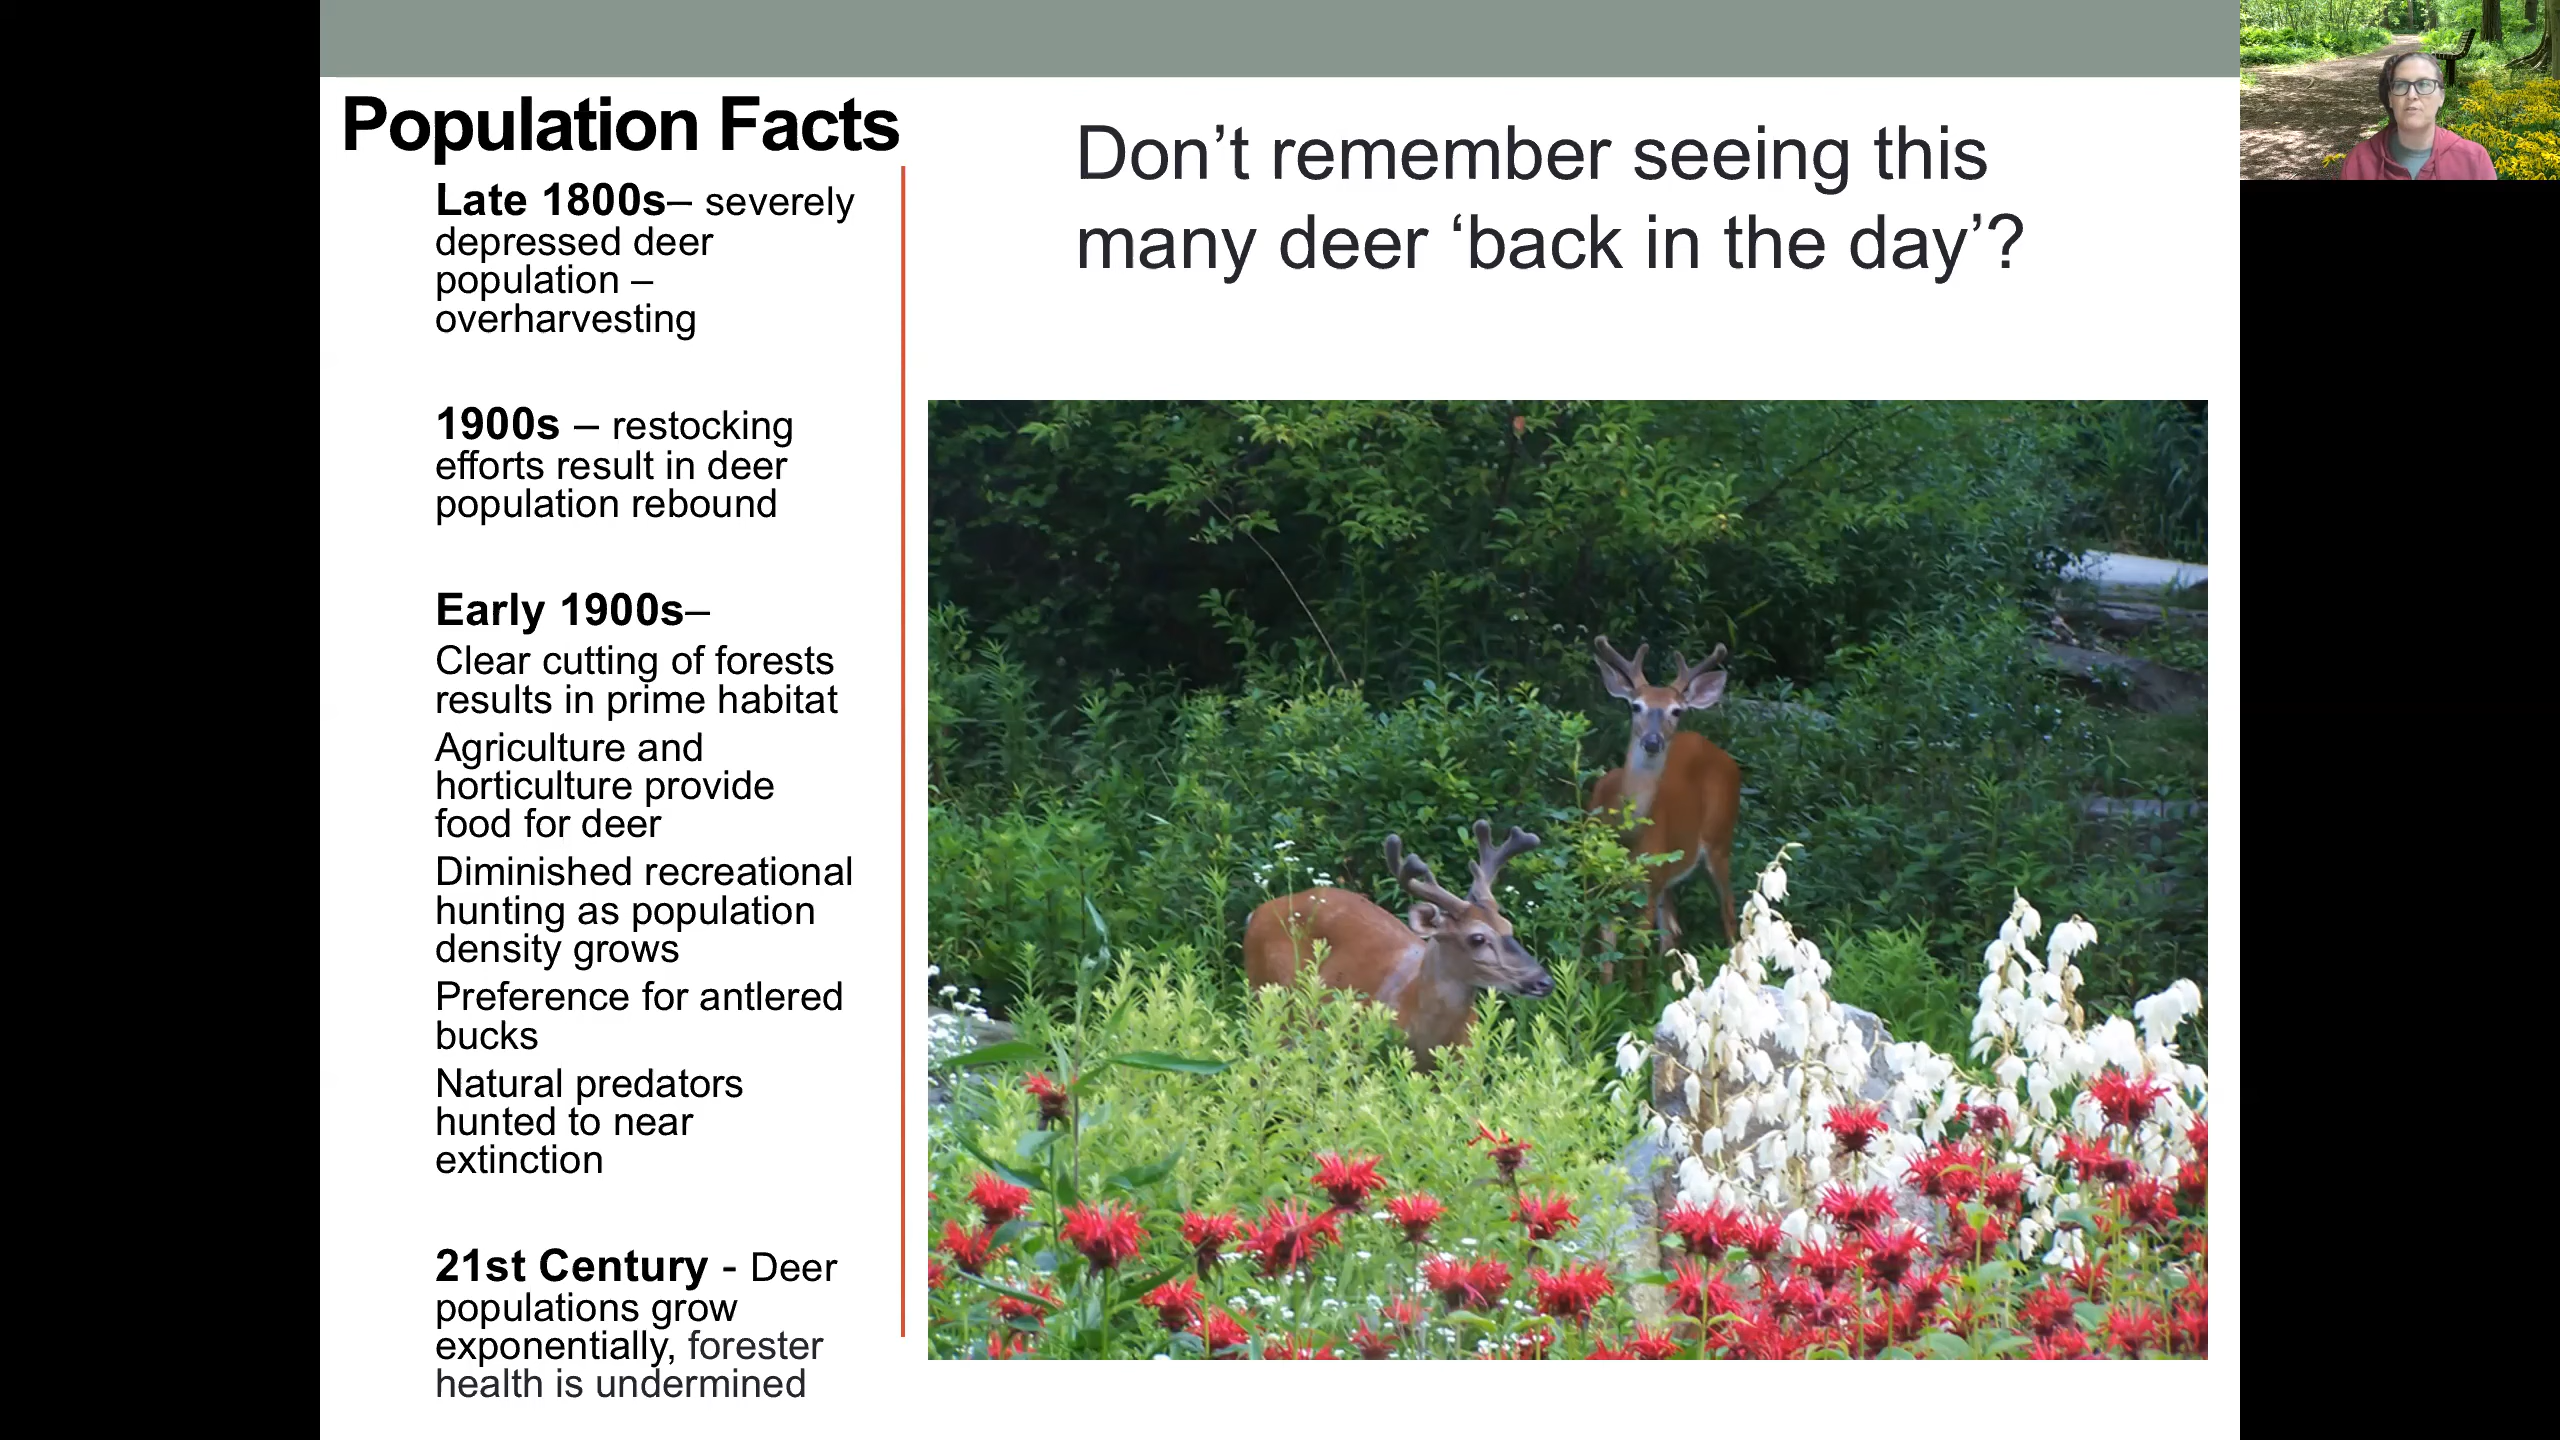 Population Facts
Late 1800s– severely
depressed deer
population –
overharvesting
1900s – restocking
efforts result in deer
population rebound
Early 1900s–
Clear cutting of forests
results in prime habitat
Agriculture and
horticulture provide
food for deer
Diminished recreational
hunting as population
density grows
Preference for antlered
bucks
Natural predators
hunted to near
extinction
21st Century - Deer
populations grow
exponentially, forester
health is undermined
Don’t remember seeing this
many deer ‘back in the day’?